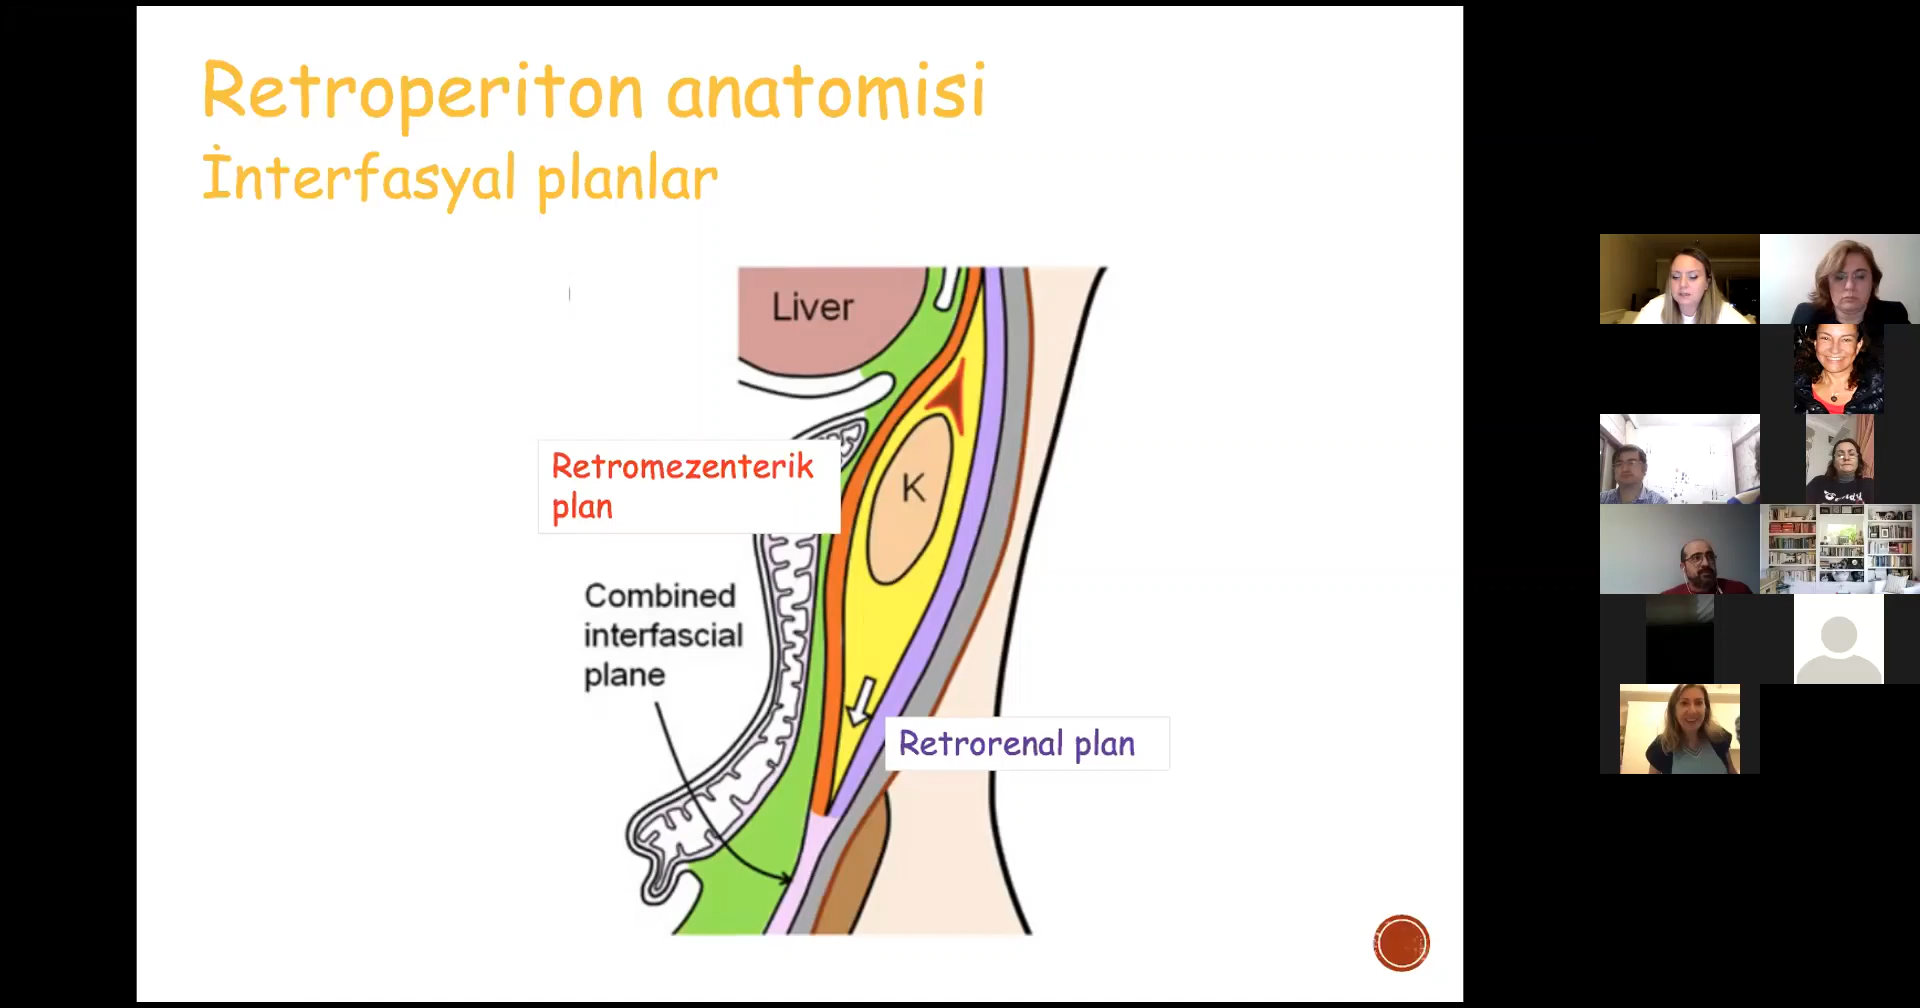 Retroperiton anatomisi
İnterfasyal planlar
Liver
Retromezenterik
plan
K
Combined
interfascial
plane
Retrorenal plan